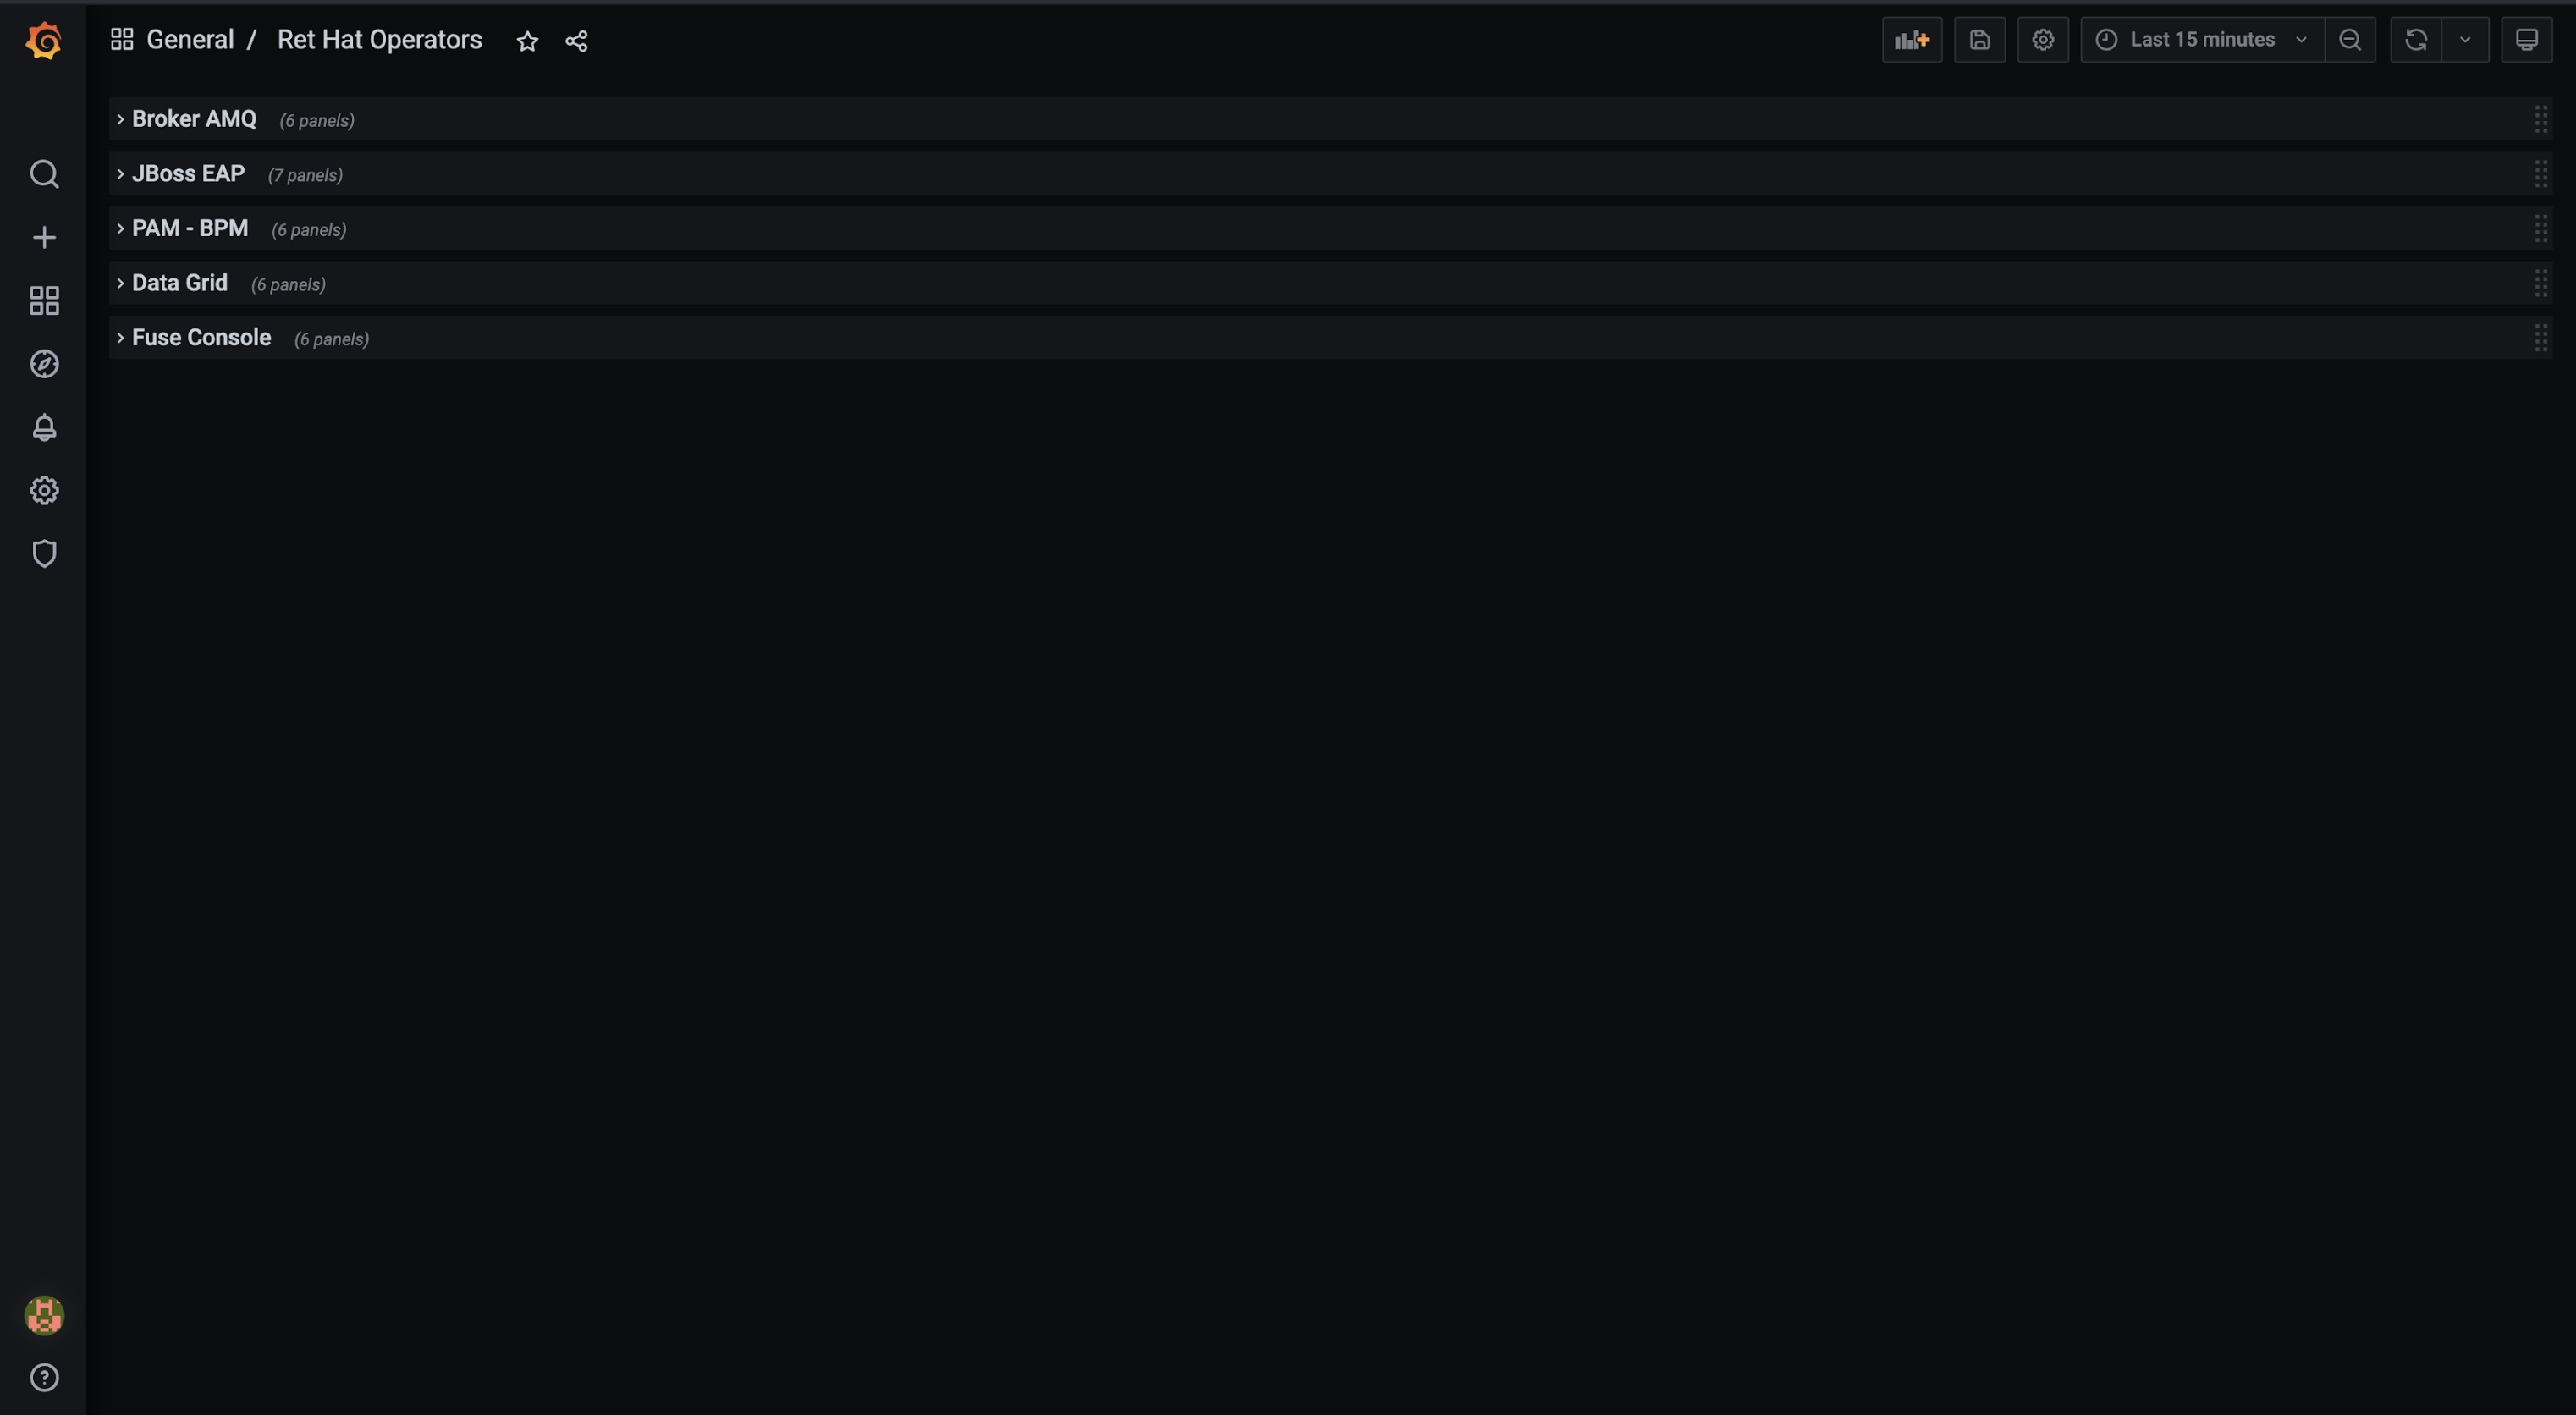 General / Ret Hat Operators
Last 15 minutes
Broker AMQ (6 panels)
JBoss EAP (7 panels)
PAM - BPM (6 panels)
Data Grid (6 panels)
Fuse Console (6 panels)